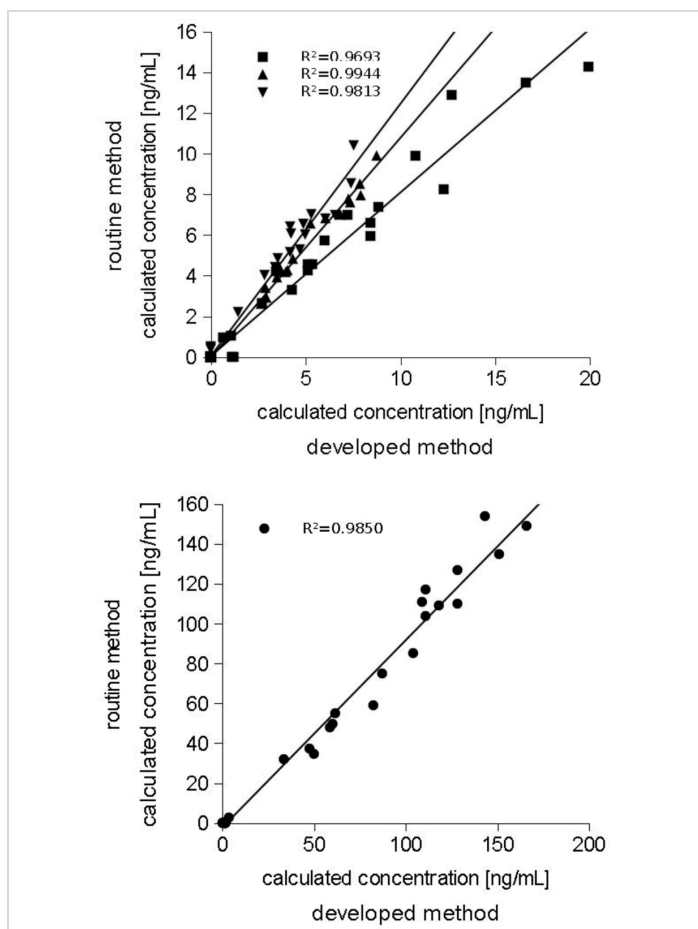 16
14
12
10
8
6
4
2
0
R²=0.9693
R²=0.9944
R²=0.9813
routine method
calculated concentration [ng/mL]
0 5 10 15 20
calculated concentration [ng/mL]
developed method
160
140
120
100
80
60
40
20
0
R²=0.9850
routine method
calculated concentration [ng/mL]
0 50 100 150 200
calculated concentration [ng/mL]
developed method